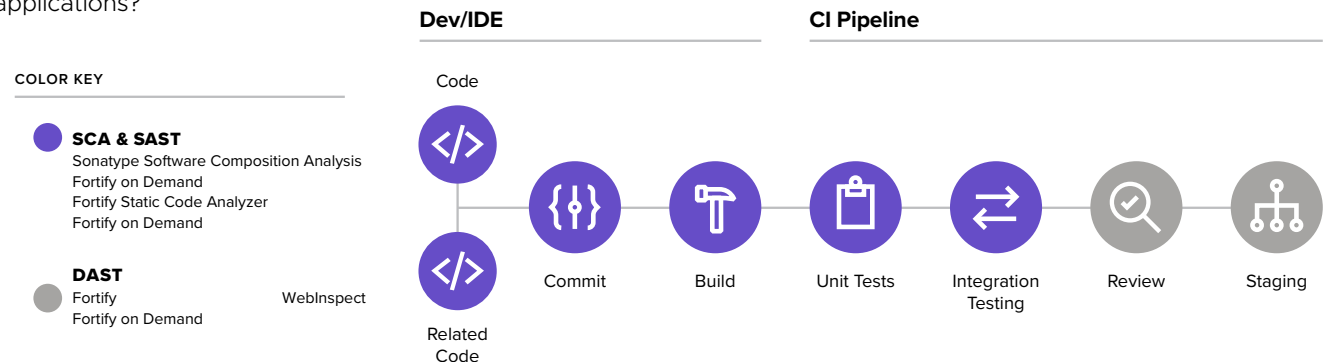 applications?
COLOR KEY
SCA & SAST
Sonatype Software Composition Analysis
Fortify on Demand
Fortify Static Code Analyzer
Fortify on Demand
DAST
Fortify WebInspect
Fortify on Demand
Dev/IDE
CI Pipeline
Code
Related
Code
Commit
Build
Unit Tests
Integration
Testing
Review
Staging